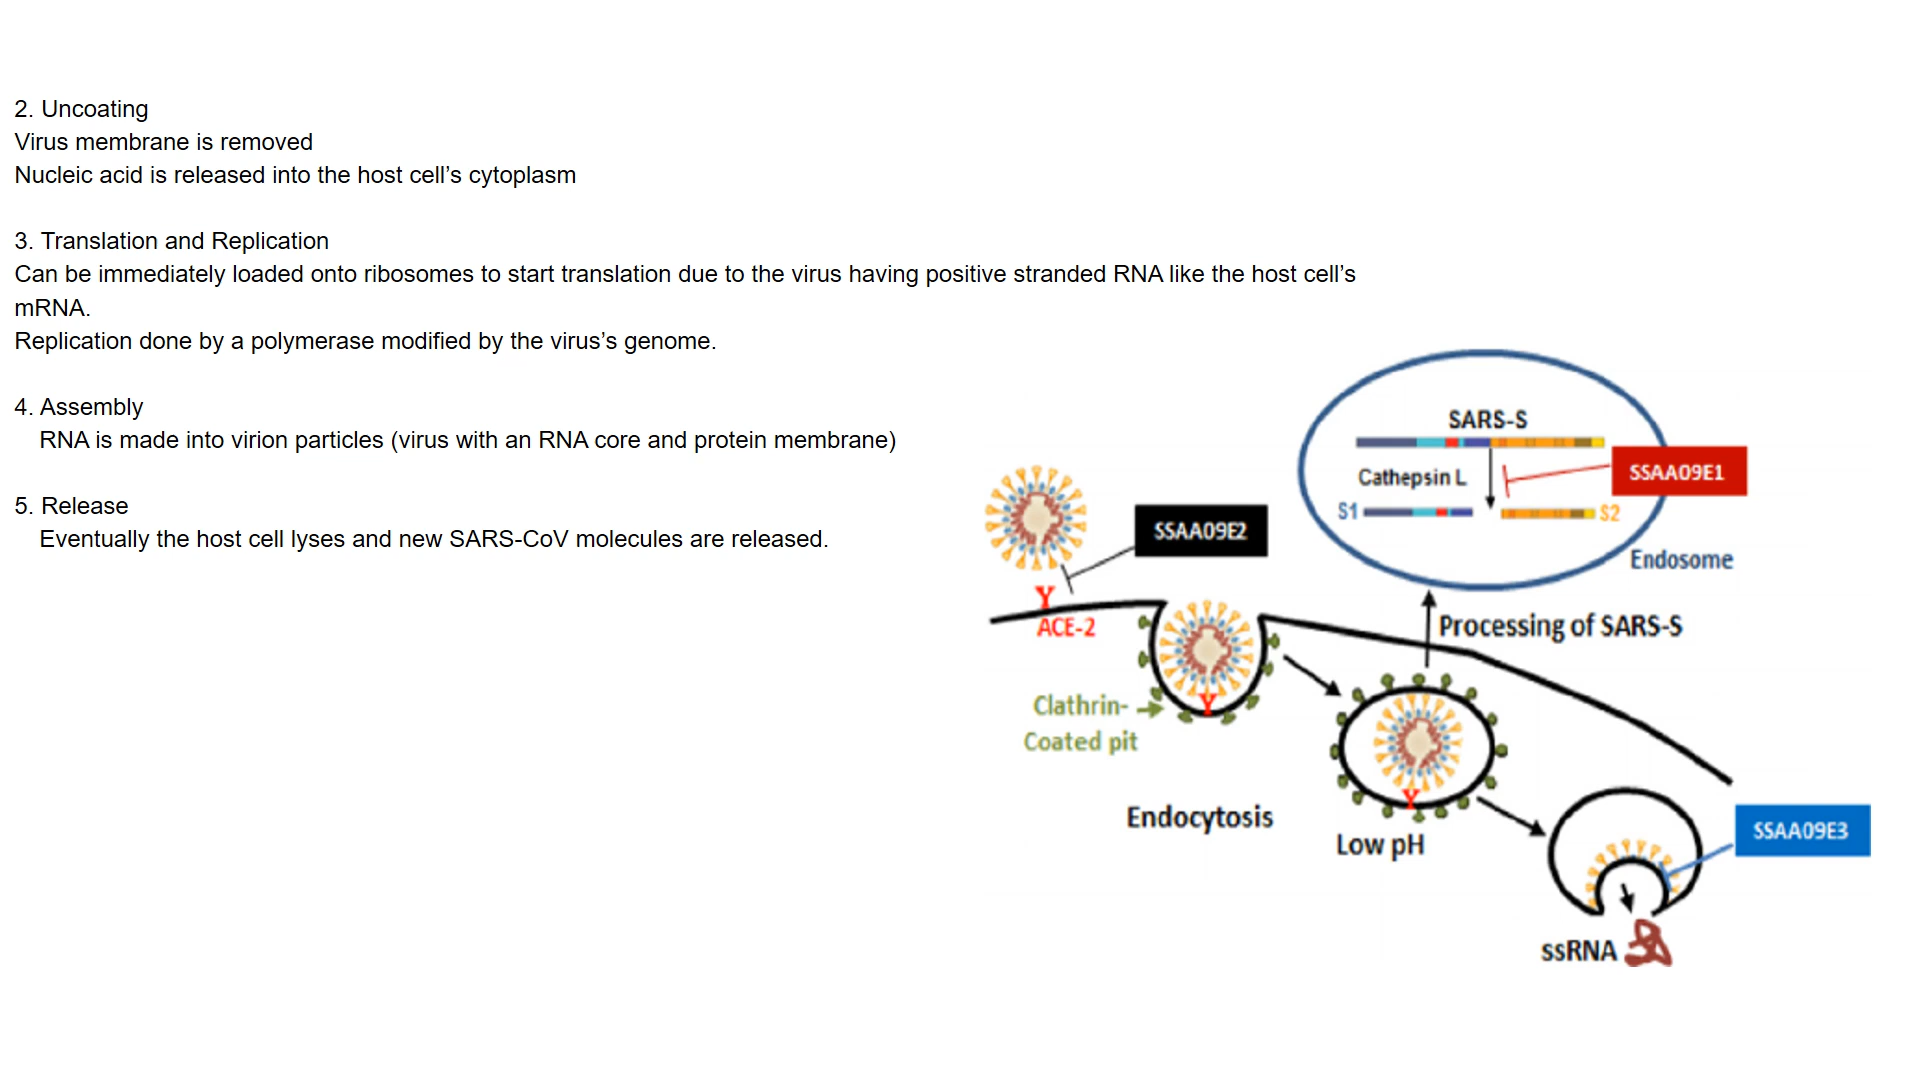 2. Uncoating
Virus membrane is removed
Nucleic acid is released into the host cell’s cytoplasm
3. Translation and Replication
Can be immediately loaded onto ribosomes to start translation due to the virus having positive stranded RNA like the host cell’s
mRNA.
Replication done by a polymerase modified by the virus’s genome.
4. Assembly
RNA is made into virion particles (virus with an RNA core and protein membrane)
5. Release
Eventually the host cell lyses and new SARS-CoV molecules are released.
SARS-S
Cathepsin L
SSAA09E1
S1
S2
Endosome
SSAA09E2
Y
ACE-2
Processing of SARS-S
Clathrin-
Coated pit
Y
Endocytosis
Y
Low pH
SSAA09E3
ssRNA